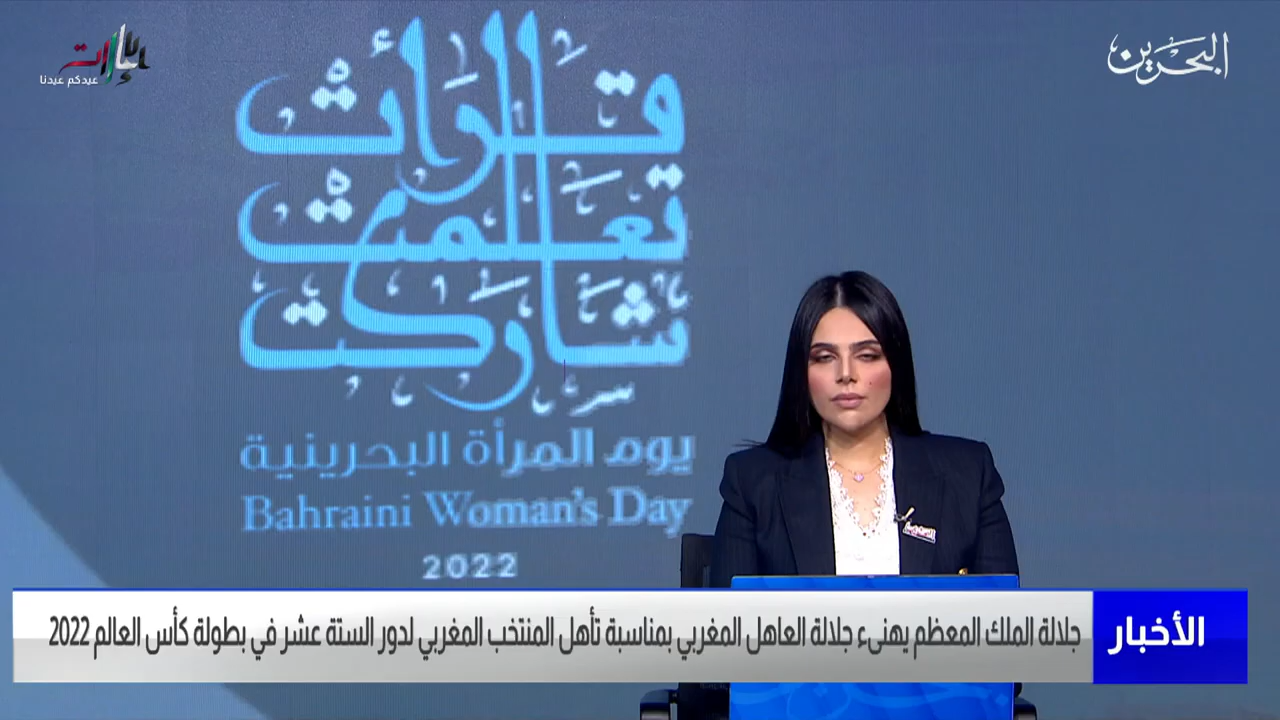 البحرين
الإمارات
عيدكم عيدنا
قرأت
تعلمت
شاركت
يوم المرأة البحرينية
Bahraini Woman's Day
2022
الأخبار
جلالة الملك المعظم يهنىء جلالة العاهل المغربي بمناسبة تأهل المنتخب المغربي لدور الستة عشر في بطولة كأس العالم 2022